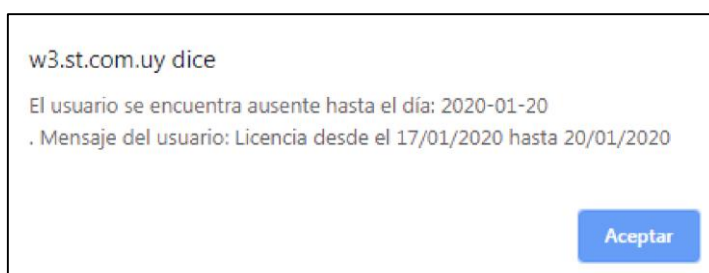 w3.st.com.uy dice
El usuario se encuentra ausente hasta el día: 2020-01-20
. Mensaje del usuario: Licencia desde el 17/01/2020 hasta 20/01/2020
Aceptar